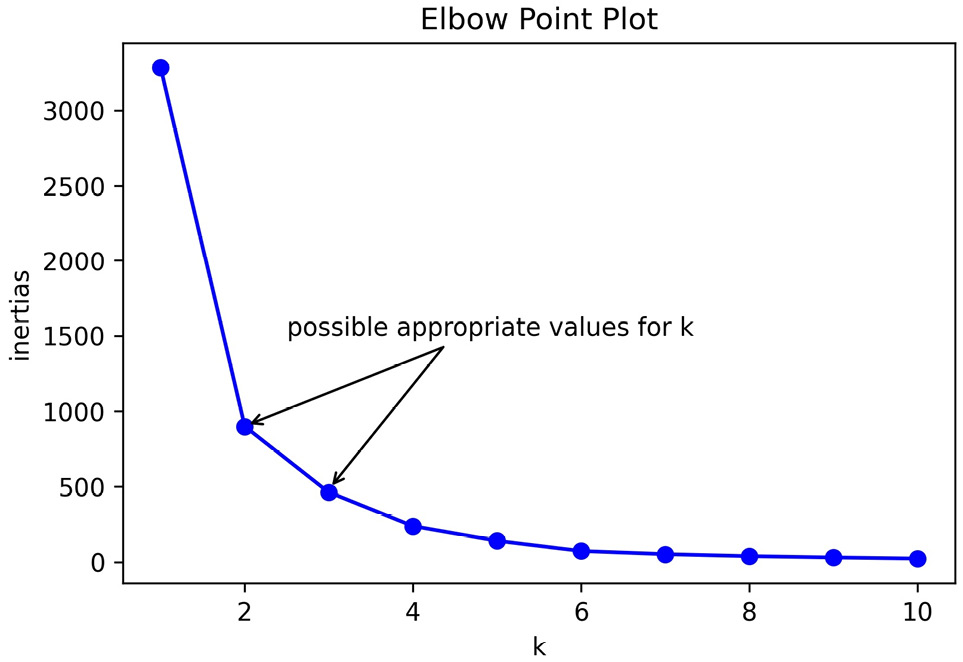 Elbow Point Plot
3000
2500
2000
1500
1000
500
0
inertias
possible appropriate values for k
2 4 6 8 10
k